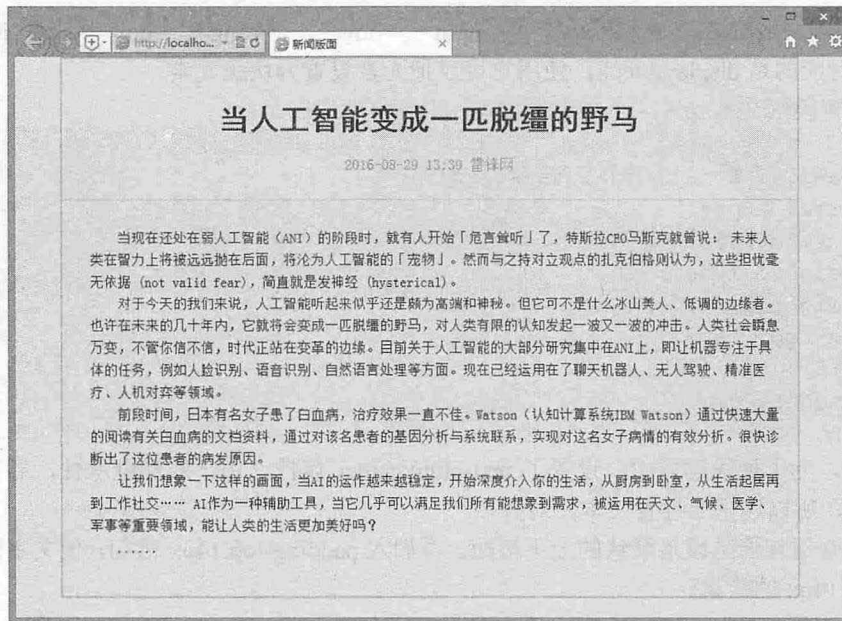 http://localho...
新闻版面
当人工智能变成一匹脱缰的野马
2016-08-29 13:39 雷锋网
当现在还处在弱人工智能（ANI）的阶段时，就有人开始「危言耸听」了，特斯拉CEO马斯克就曾说： 未来人
类在智力上将被远远抛在后面，将沦为人工智能的「宠物」。然而与之持对立观点的扎克伯格则认为，这些担忧毫
无依据（not valid fear），简直就是发神经（hysterical）。
对于今天的我们来说，人工智能听起来似乎还是颇为高端和神秘。但它可不是什么冰山美人、低调的边缘者。
也许在未来的几十年内，它就将会变成一匹脱缰的野马，对人类有限的认知发起一波又一波的冲击。人类社会瞬息
万变，不管你信不信，时代正站在变革的边缘。目前关于人工智能的大部分研究集中在ANI上，即让机器专注于具
体的任务，例如人脸识别、语音识别、自然语言处理等方面。现在已经运用在了聊天机器人、无人驾驶、精准医
疗、人机对弈等领域。
前段时间，日本有名女子患了白血病，治疗效果一直不佳。Watson（认知计算系统IBM Watson）通过快速大量
的阅读有关白血病的文档资料，通过对该名患者的基因分析与系统联系，实现对这名女子病情的有效分析。很快诊
断出了这位患者的病发原因。
让我们想象一下这样的画面，当AI的运作越来越稳定，开始深度介入你的生活，从厨房到卧室，从生活起居再
到工作社交…… AI作为一种辅助工具，当它几乎可以满足我们所有能想象到需求，被运用在天文、气候、医学、
军事等重要领域，能让人类的生活更加美好吗？
......